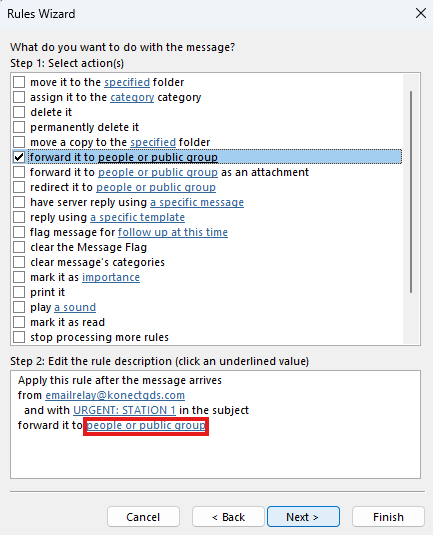 Rules Wizard
What do you want to do with the message?
Step 1: Select action(s)
move it to the specified folder
assign it to the category category
delete it
permanently delete it
move a copy to the specified folder
forward it to people or public group
forward it to people or public group as an attachment
redirect it to people or public group
have server reply using a specific message
reply using a specific template
flag message for follow up at this time
clear the Message Flag
clear message's categories
mark it as importance
print it
play a sound
mark it as read
stop processing more rules
Step 2: Edit the rule description (click an underlined value)
Apply this rule after the message arrives
from emailrelay@konectgds.com
and with URGENT: STATION 1 in the subject
forward it to people or public group
Cancel < Back Next > Finish